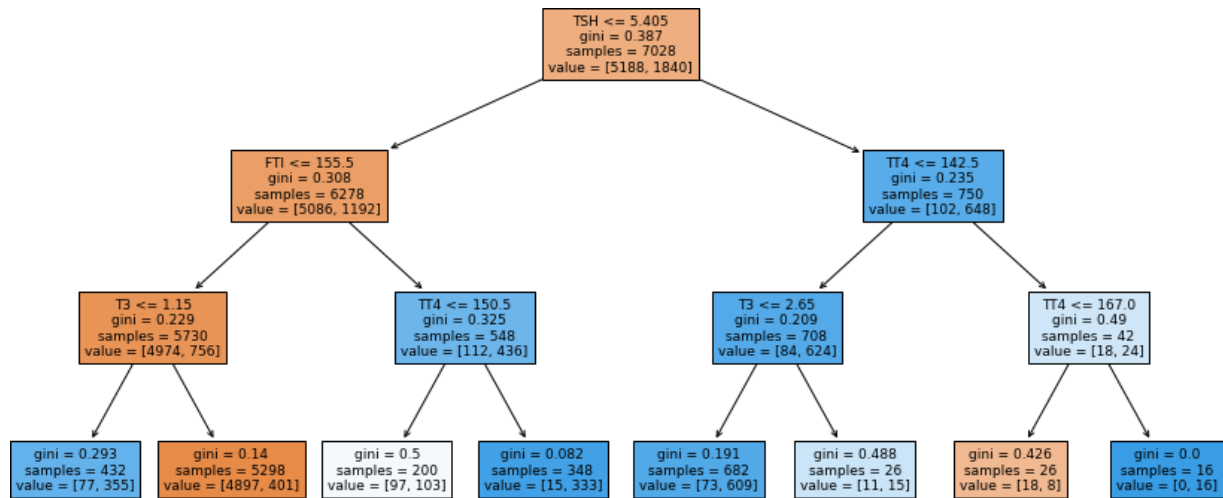 TSH <= 5.405
gini = 0.387
samples = 7028
value = [5188, 1840]
FTI <= 155.5
gini = 0.308
samples = 6278
value = [5086, 1192]
TT4 <= 142.5
gini = 0.235
samples = 750
value = [102, 648]
T3 <= 1.15
gini = 0.229
samples = 5730
value = [4974, 756]
TT4 <= 150.5
gini = 0.325
samples = 548
value = [112, 436]
T3 <= 2.65
gini = 0.209
samples = 708
value = [84, 624]
TT4 <= 167.0
gini = 0.49
samples = 42
value = [18, 24]
gini = 0.293
samples = 432
value = [77, 355]
gini = 0.14
samples = 5298
value = [4897, 401]
gini = 0.5
samples = 200
value = [97, 103]
gini = 0.082
samples = 348
value = [15, 333]
gini = 0.191
samples = 682
value = [73, 609]
gini = 0.488
samples = 26
value = [11, 15]
gini = 0.426
samples = 26
value = [18, 8]
gini = 0.0
samples = 16
value = [0, 16]